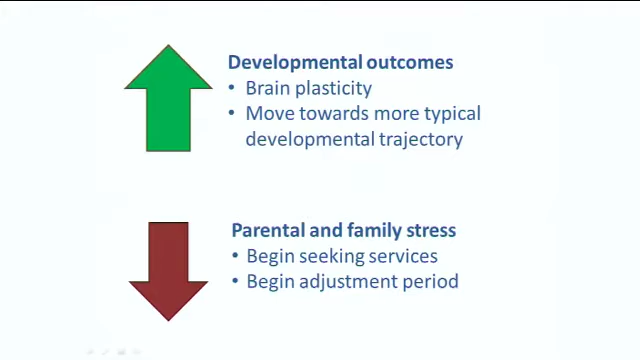 Developmental outcomes
• Brain plasticity
• Move towards more typical
developmental trajectory
Parental and family stress
• Begin seeking services
• Begin adjustment period